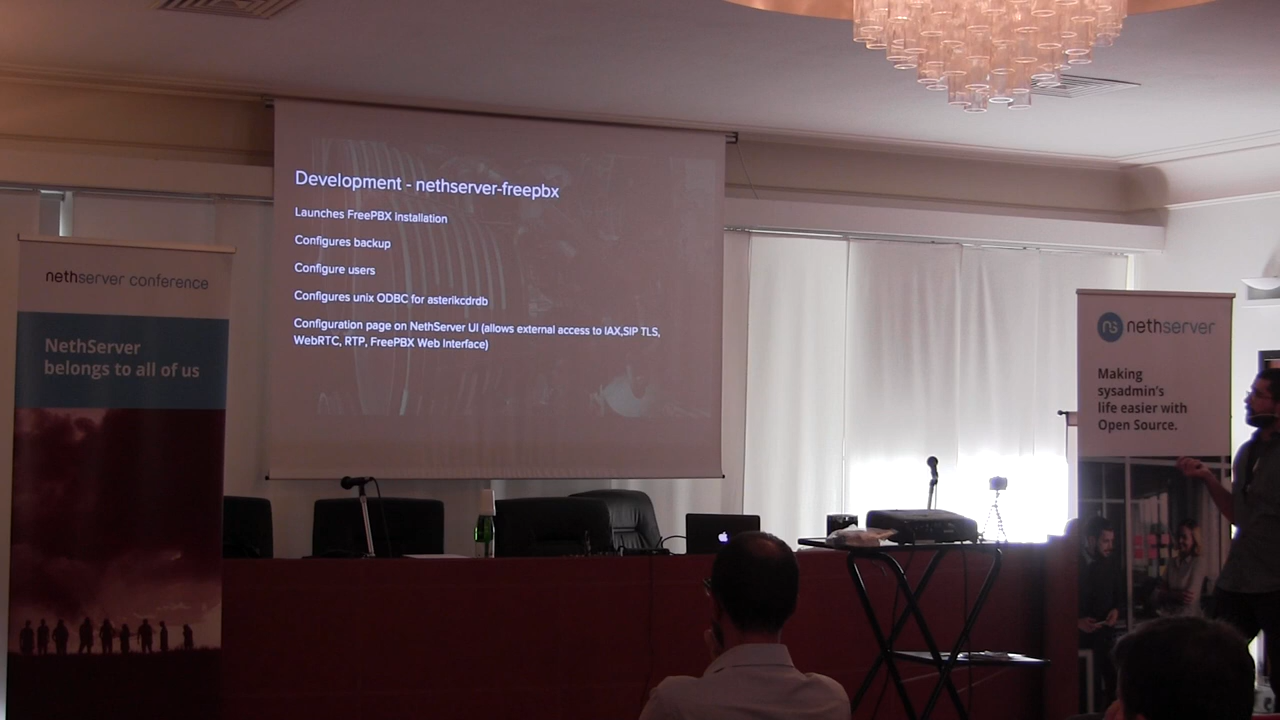 Development - nethserver-freepbx
Launches FreePBX installation
Configures backup
Configure users
Configures unix ODBC for asterikcdrdb
Configuration page on NethServer UI (allows external access to IAX,SIP TLS,
WebRTC, RTP, FreePBX Web Interface)
nethserver conference
NethServer
belongs to all of us
ns nethserver
Making
sysadmin's
life easier with
Open Source.